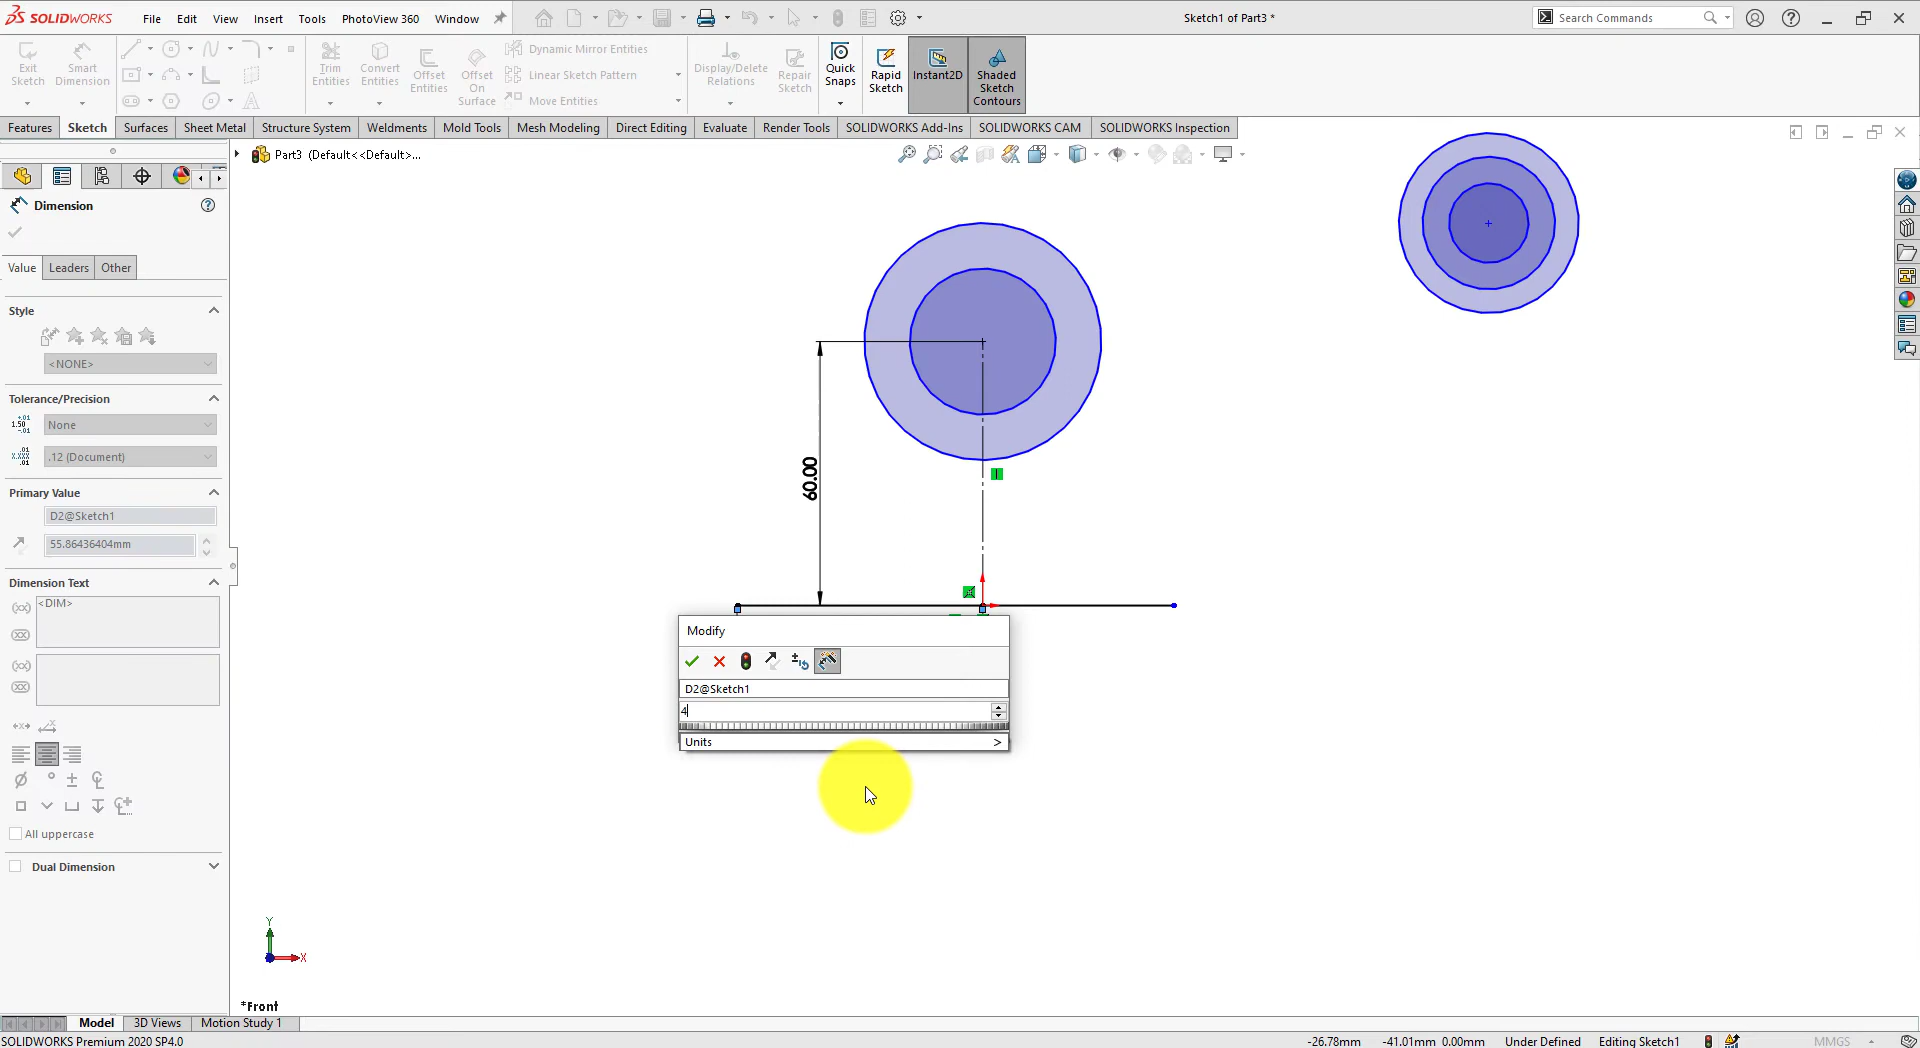 SOLIDWORKS
File Edit View Insert Tools PhotoView 360 Window
Sketch1 of Part3 *
Search Commands
Exit Sketch
Smart Dimension
Trim Entities
Convert Entities
Offset Entities
Offset On Surface
Dynamic Mirror Entities
Linear Sketch Pattern
Move Entities
Display/Delete Relations
Repair Sketch
Quick Snaps
Rapid Sketch
Instant2D
Shaded Sketch Contours
Features Sketch Surfaces Sheet Metal Structure System Weldments Mold Tools Mesh Modeling Direct Editing Evaluate Render Tools SOLIDWORKS Add-Ins SOLIDWORKS CAM SOLIDWORKS Inspection
Part3 (Default<<Default>...
Dimension
Value Leaders Other
Style
<NONE>
Tolerance/Precision
None
.12 (Document)
Primary Value
D2@Sketch1
55.86436404mm
Dimension Text
<DIM>
All uppercase
Dual Dimension
60.00
Modify
D2@Sketch1
4
Units >
Y
X
*Front
Model 3D Views Motion Study 1
SOLIDWORKS Premium 2020 SP4.0
-26.78mm -41.01mm 0.00mm Under Defined Editing Sketch1 MMGS